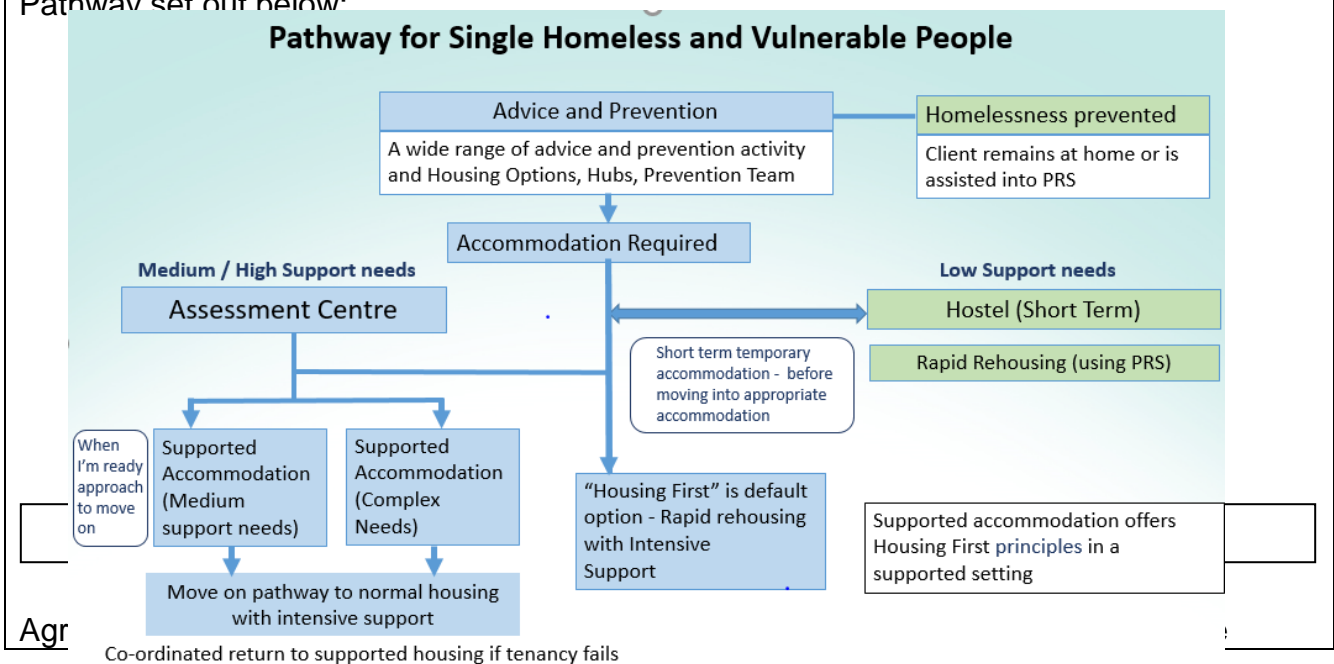 Pathway set out below:
Pathway for Single Homeless and Vulnerable People
Advice and Prevention
A wide range of advice and prevention activity
and Housing Options, Hubs, Prevention Team
Homelessness prevented
Client remains at home or is
assisted into PRS
Accommodation Required
Medium / High Support needs
Assessment Centre
Low Support needs
Hostel (Short Term)
Rapid Rehousing (using PRS)
Short term temporary
accommodation - before
moving into appropriate
accommodation
When
I'm ready
approach
to move
on
Supported
Accommodation
(Medium
support needs)
Supported
Accommodation
(Complex
Needs)
“Housing First” is default
option - Rapid rehousing
with Intensive
Support
Supported accommodation offers
Housing First principles in a
supported setting
Move on pathway to normal housing
with intensive support
Agr
Co-ordinated return to supported housing if tenancy fails